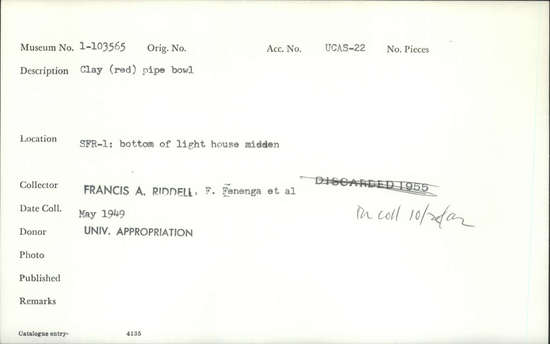 Museum No. 1-103565 Orig. No. Acc. No. UCAS-22 No. Pieces
Description Clay (red) pipe bowl
Location SFR-1: bottom of light house midden
Collector FRANCIS A. RIDDELL, F. Fenenga et al DISCARDED 1955
Date Coll. May 1949 In coll
Donor UNIV. APPROPRIATION
Photo
Published
Remarks
Catalogue entry- 4135